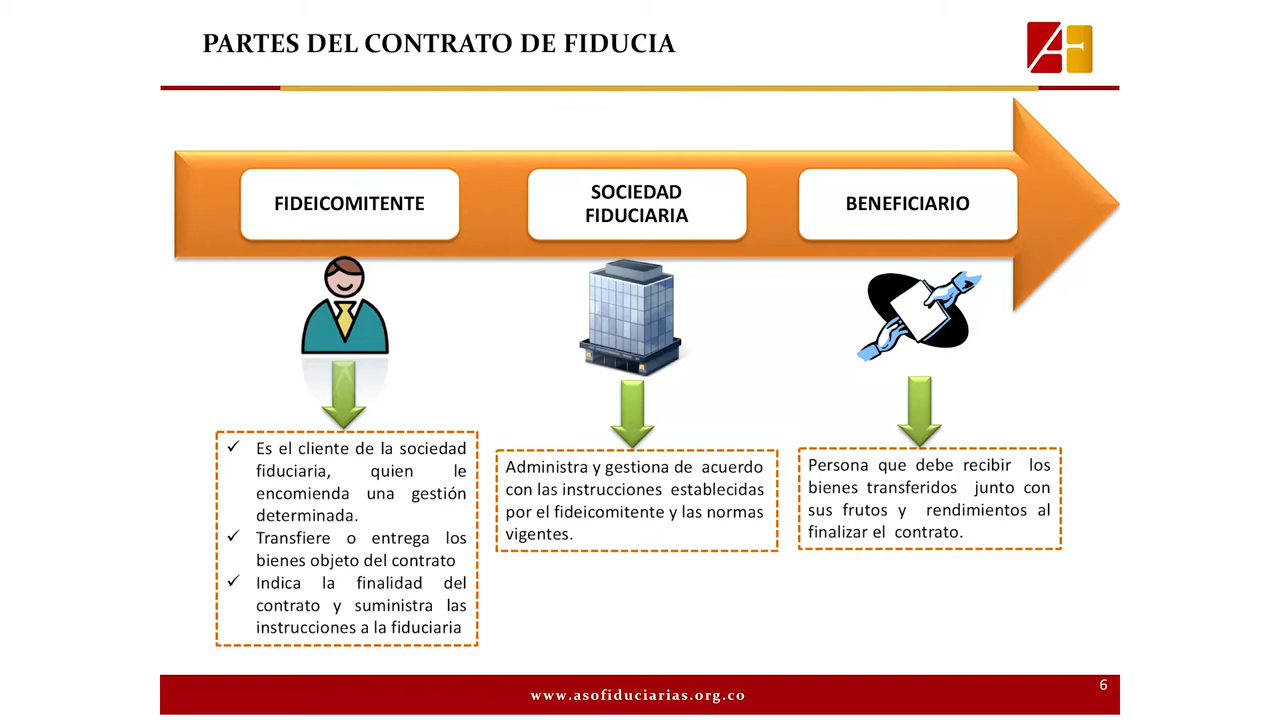 PARTES DEL CONTRATO DE FIDUCIA
AF
FIDEICOMITENTE
SOCIEDAD
FIDUCIARIA
BENEFICIARIO
✓ Es el cliente de la sociedad
fiduciaria, quien le
encomienda una gestión
determinada.
✓ Transfiere o entrega los
bienes objeto del contrato
✓ Indica la finalidad del
contrato y suministra las
instrucciones a la fiduciaria
Administra y gestiona de acuerdo
con las instrucciones establecidas
por el fideicomitente y las normas
vigentes.
Persona que debe recibir los
bienes transferidos junto con
sus frutos y rendimientos al
finalizar el contrato.
www.asofiduciarias.org.co
6